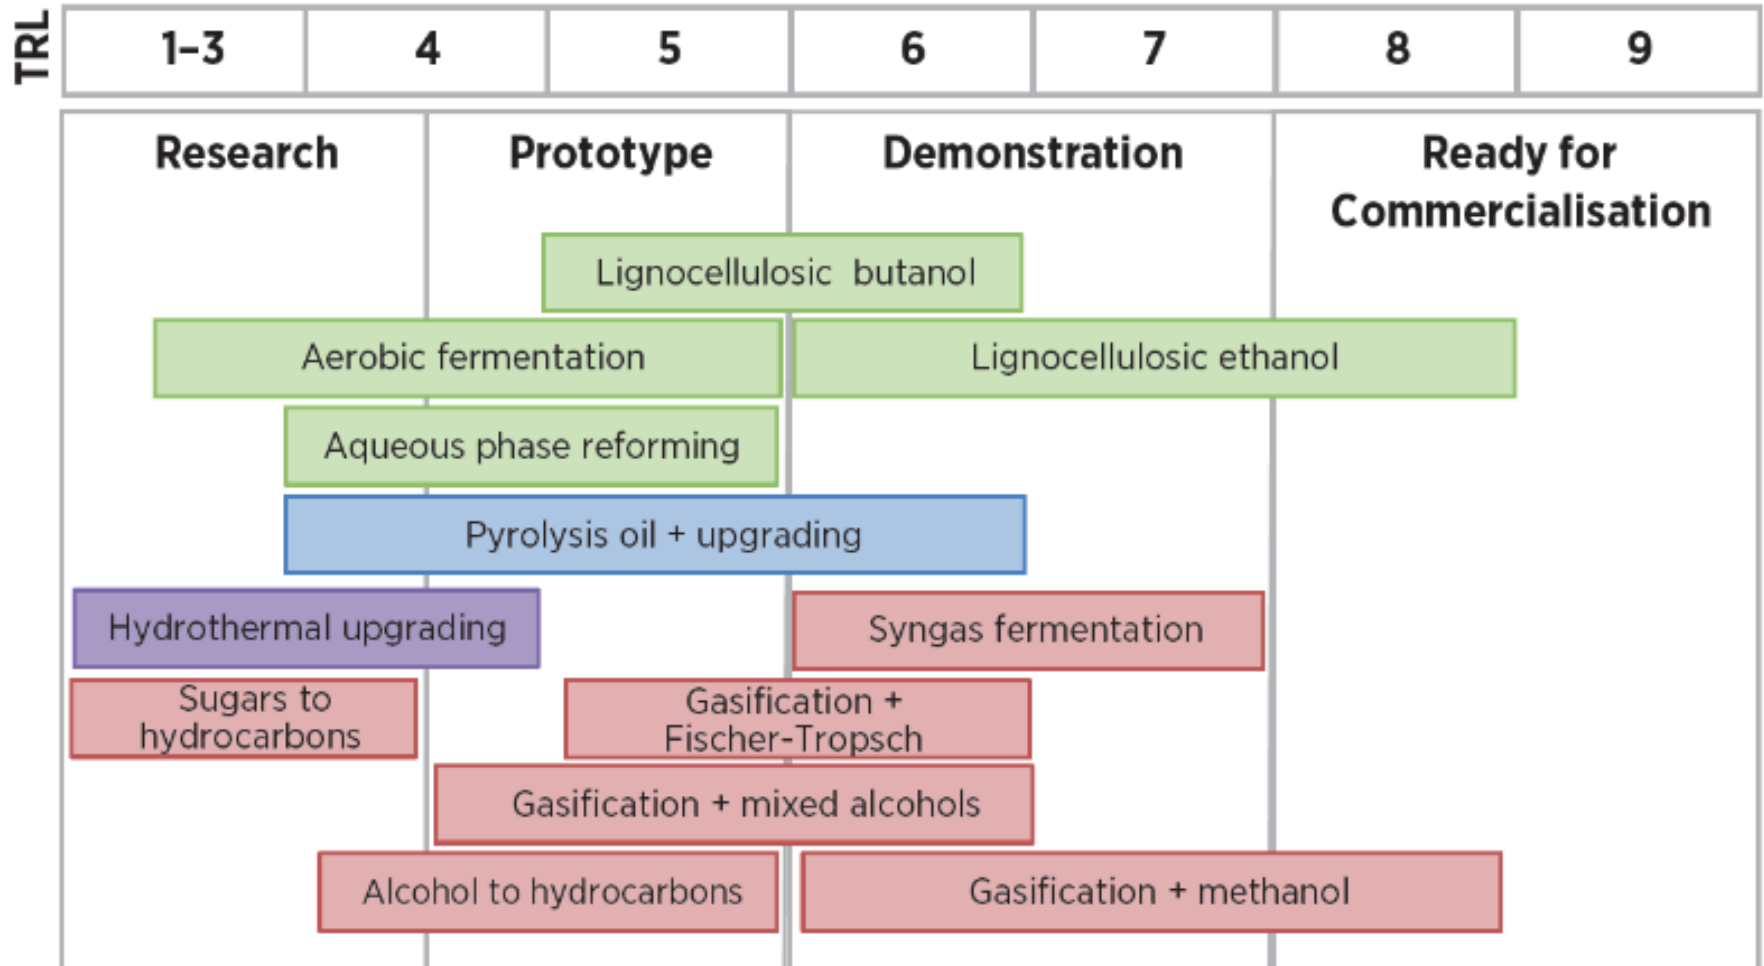 TRL
1–3 4 5 6 7 8 9
Research Prototype Demonstration Ready for
Commercialisation
Lignocellulosic butanol
Aerobic fermentation Lignocellulosic ethanol
Aqueous phase reforming
Pyrolysis oil + upgrading
Hydrothermal upgrading Syngas fermentation
Sugars to
hydrocarbons
Gasification +
Fischer-Tropsch
Gasification + mixed alcohols
Alcohol to hydrocarbons Gasification + methanol